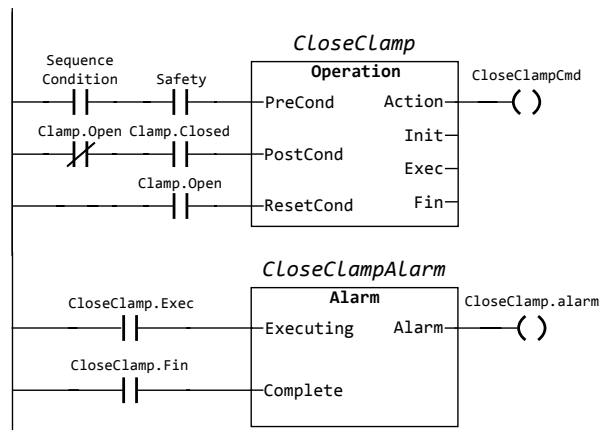 CloseClamp
Sequence
Condition
Safety
Operation
CloseClampCmd
PreCond
Action
Clamp.Open
Clamp.Closed
Init
PostCond
Exec
Clamp.Open
ResetCond
Fin
CloseClampAlarm
CloseClamp.Exec
Alarm
CloseClamp.alarm
Executing
Alarm
CloseClamp.Fin
Complete